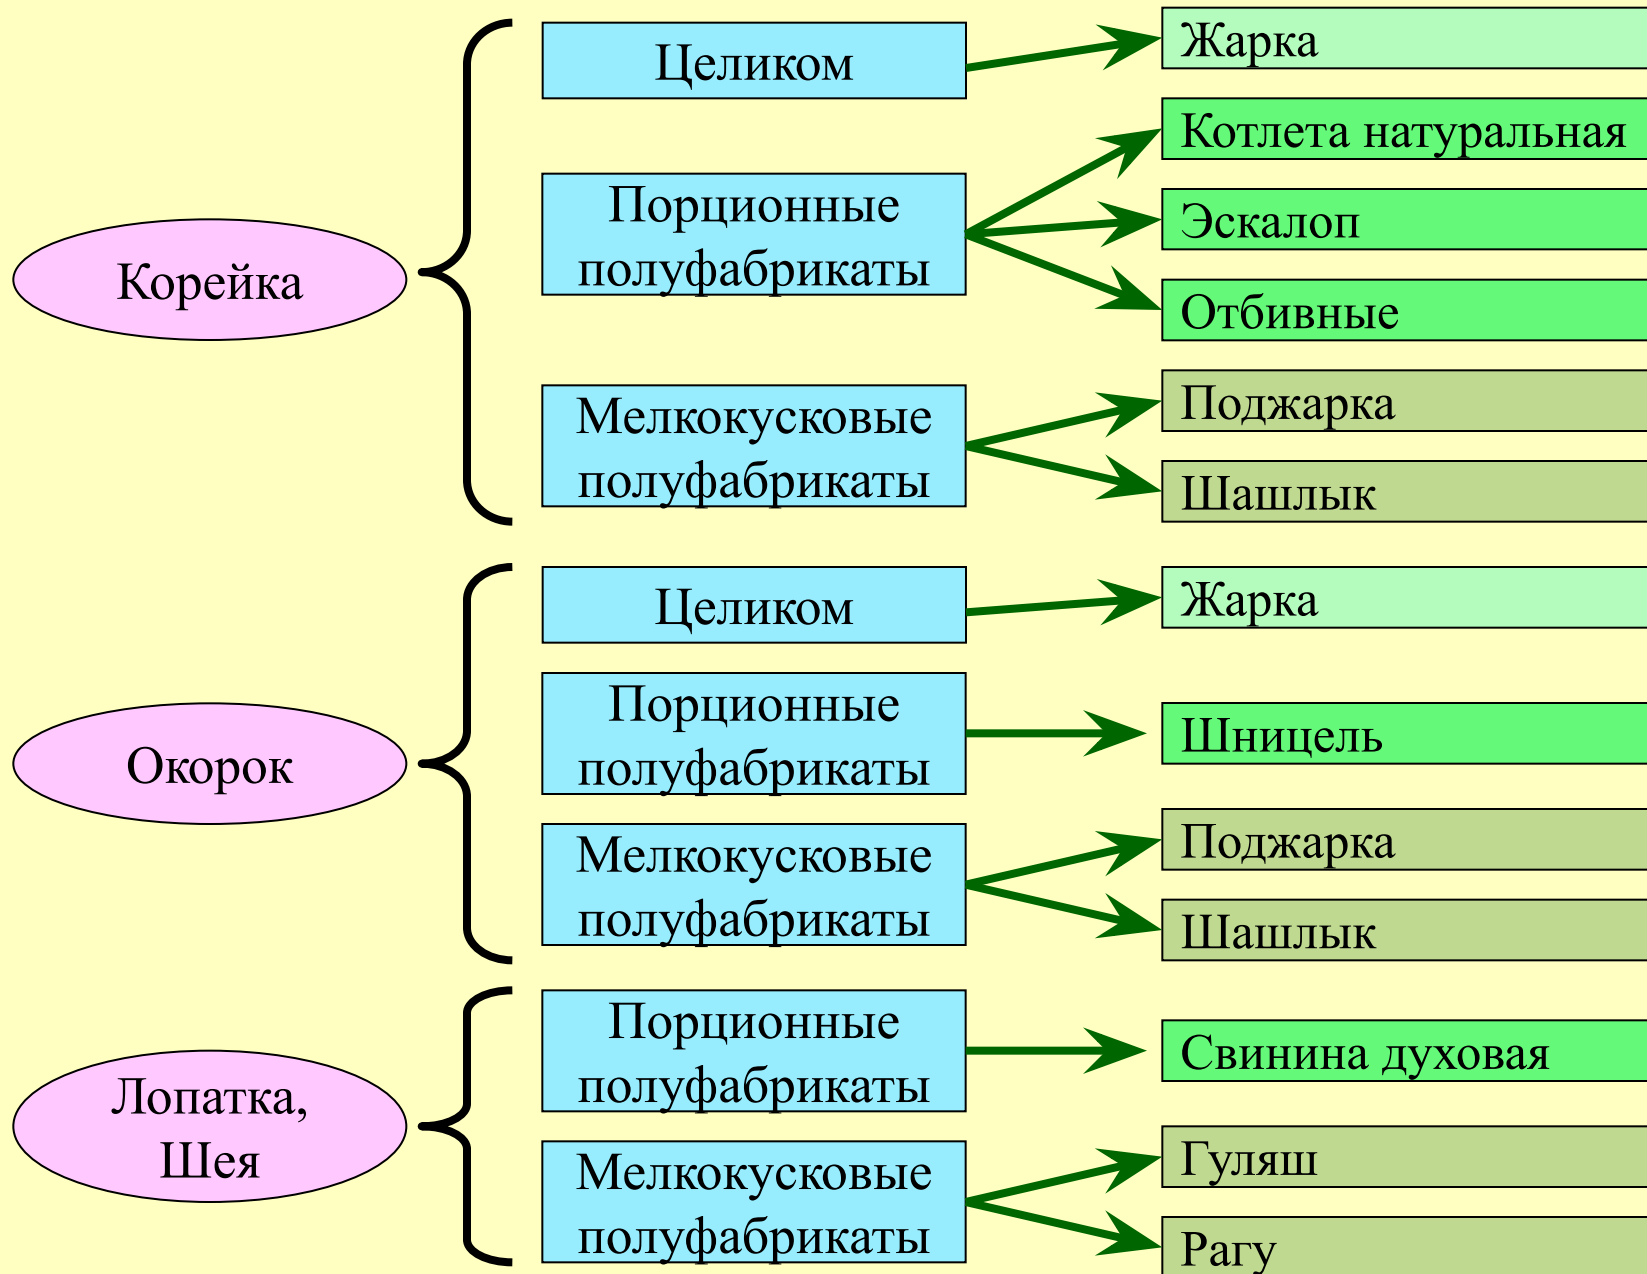 Корейка
Целиком
Жарка
Порционные
полуфабрикаты
Котлета натуральная
Эскалоп
Отбивные
Мелкокусковые
полуфабрикаты
Поджарка
Шашлык
Окорок
Целиком
Жарка
Порционные
полуфабрикаты
Шницель
Мелкокусковые
полуфабрикаты
Поджарка
Шашлык
Лопатка,
Шея
Порционные
полуфабрикаты
Свинина духовая
Мелкокусковые
полуфабрикаты
Гуляш
Рагу